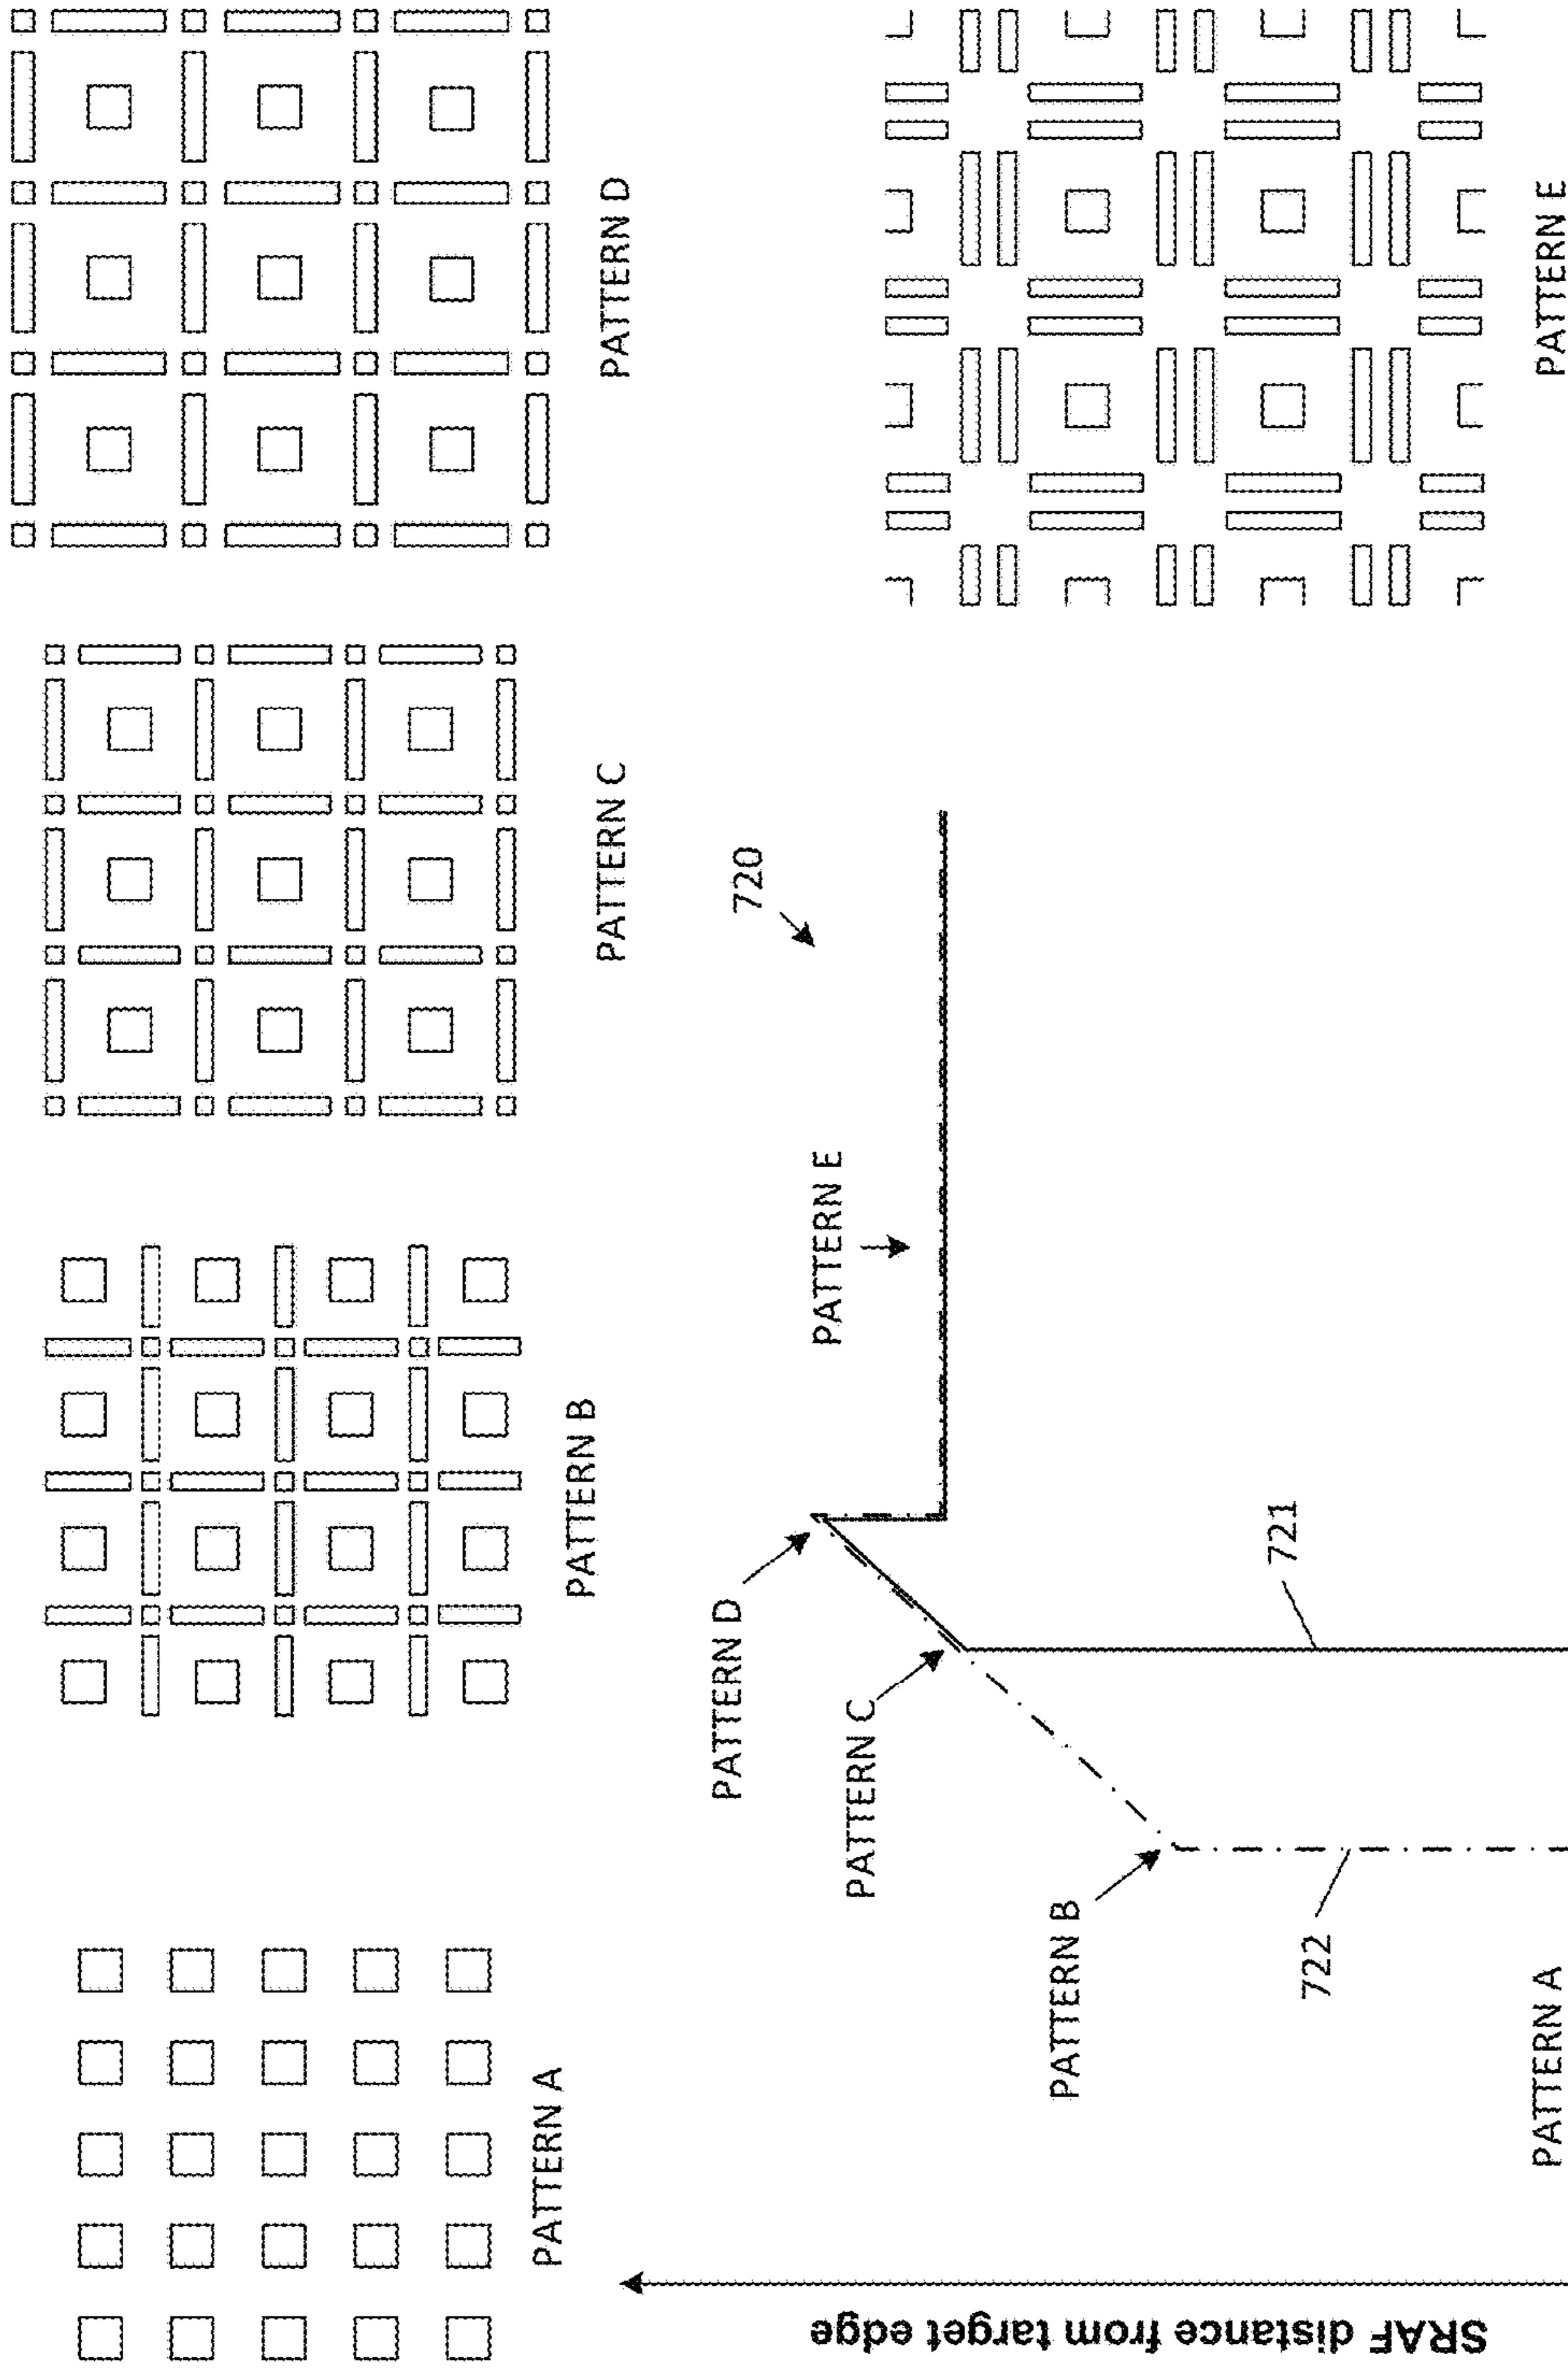 PATTERN A
PATTERN B
PATTERN C
PATTERN D
PATTERN E
SRAF distance from target edge
PATTERN D
PATTERN C
PATTERN B
PATTERN A
PATTERN E
720
721
722